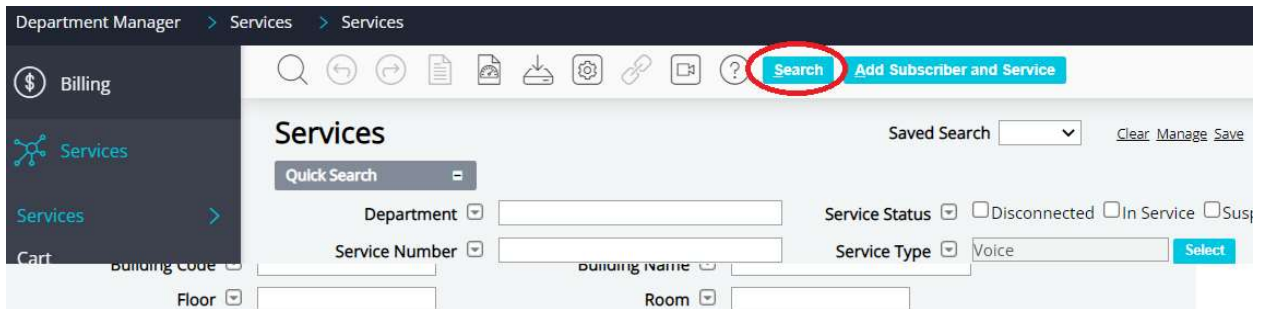 Department Manager > Services > Services
Billing
Search Add Subscriber and Service
Services
Services
Saved Search Clear Manage Save
Quick Search
Services
Department
Service Status Disconnected In Service Susp
Cart
Service Number
Service Type Voice Select
Building Code
Building Name
Floor
Room